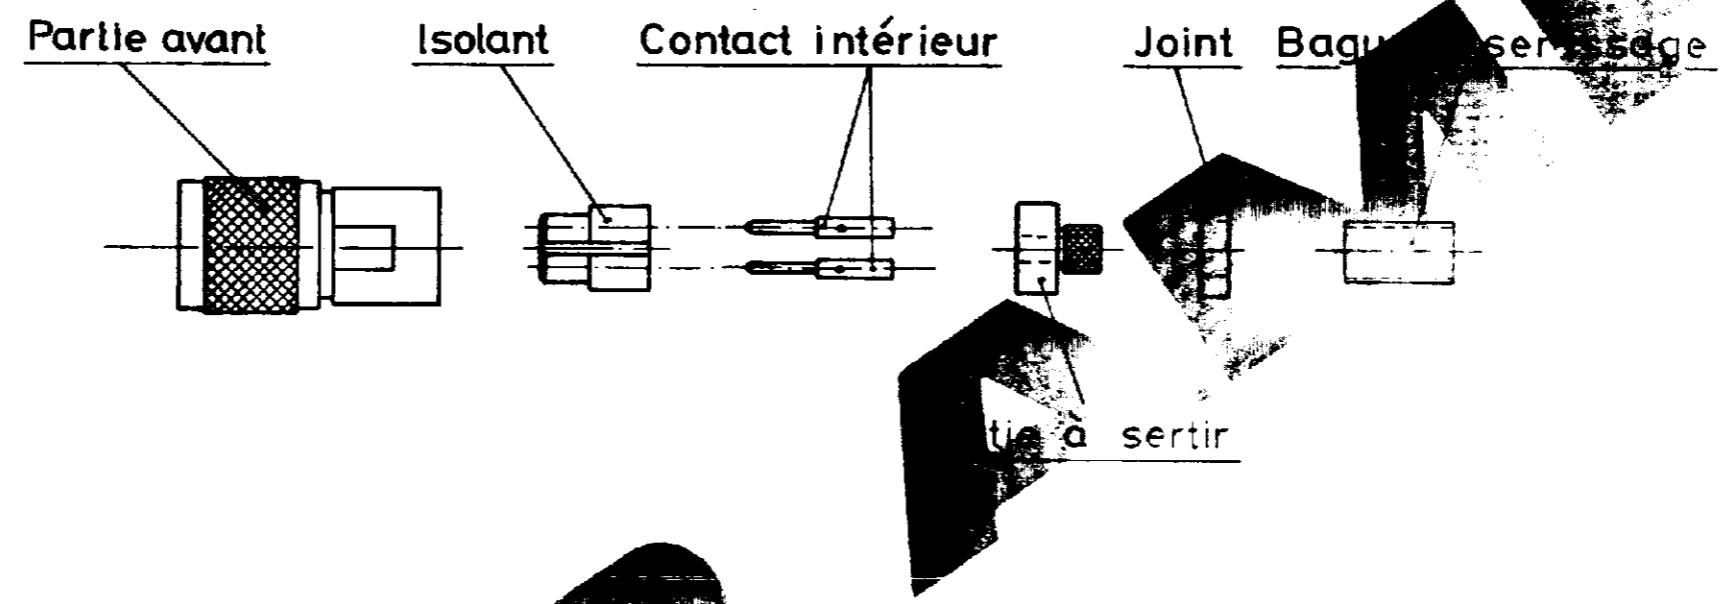 Partie avant
Isolant
Contact intérieur
Joint
sertir
à